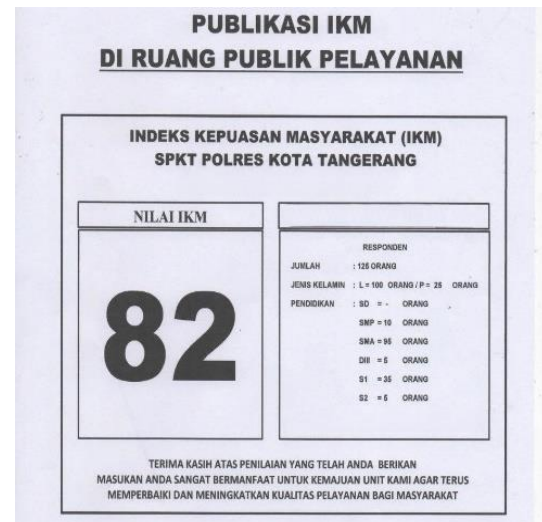 PUBLIKASI IKM
DI RUANG PUBLIK PELAYANAN
INDEKS KEPUASAN MASYARAKAT (IKM)
SPKT POLRES KOTA TANGERANG
NILAI IKM
82
RESPONDEN
JUMLAH : 125 ORANG
JENIS KELAMIN : L = 100 ORANG / P = 25 ORANG
PENDIDIKAN : SD = - ORANG
SMP = 10 ORANG
SMA = 95 ORANG
DIII = 5 ORANG
S1 = 35 ORANG
S2 = 5 ORANG
TERIMA KASIH ATAS PENILAIAN YANG TELAH ANDA BERIKAN
MASUKAN ANDA SANGAT BERMANFAAT UNTUK KEMAJUAN UNIT KAMI AGAR TERUS
MEMPERBAIKI DAN MENINGKATKAN KUALITAS PELAYANAN BAGI MASYARAKAT